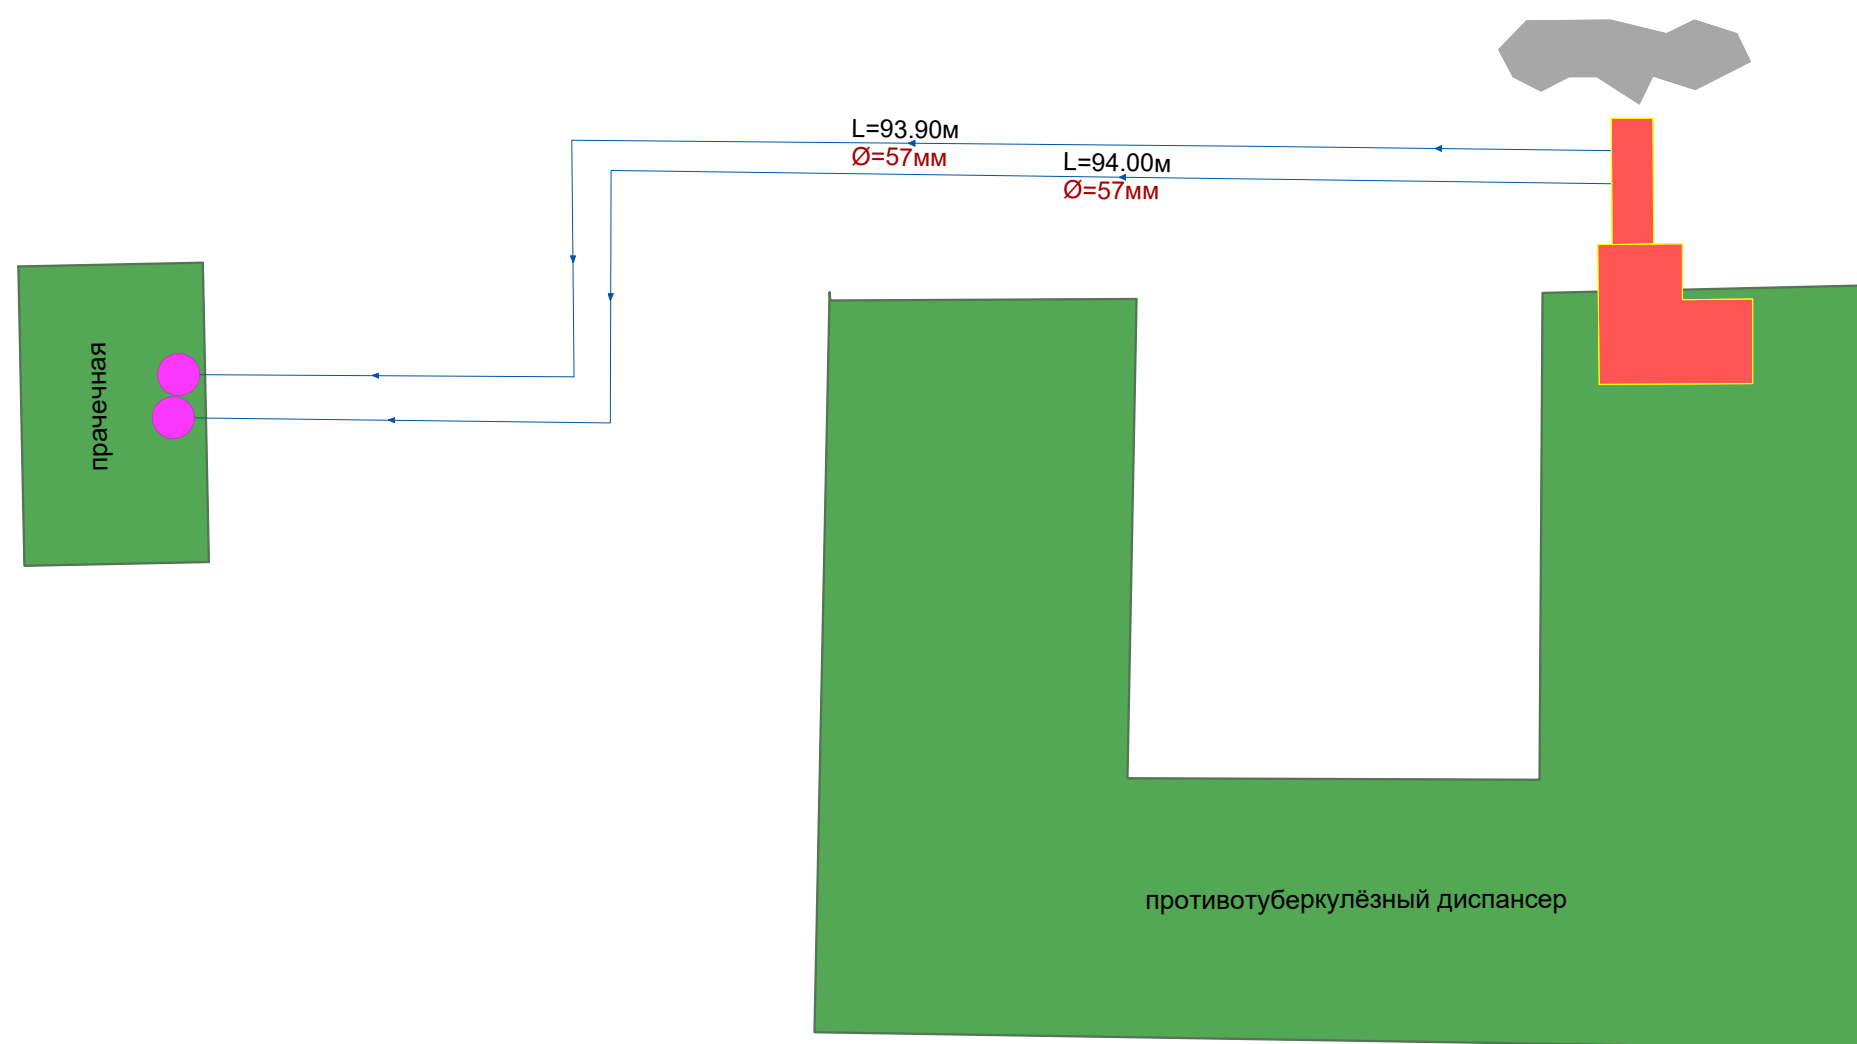 L=93.90м
Ø=57мм
L=94.00м
Ø=57мм
прачечная
противотуберкулёзный диспансер